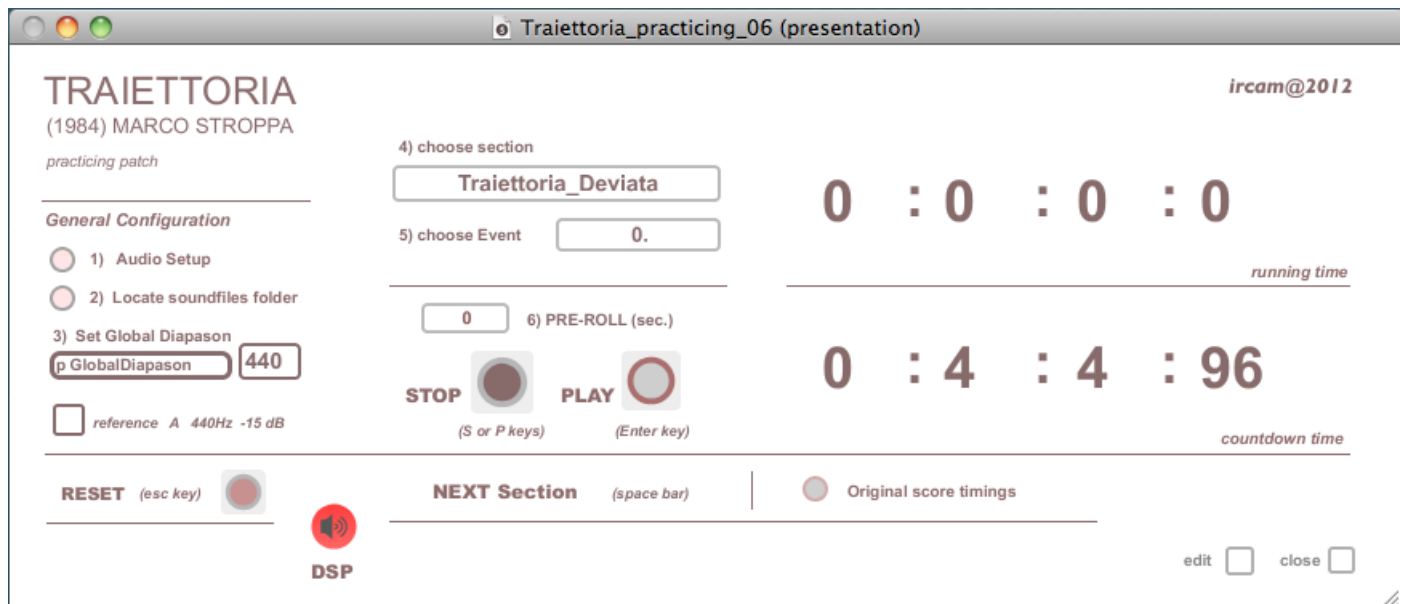 Traiettoria_practicing_06 (presentation)
TRAIETTORIA
(1984) MARCO STROPPA
practicing patch
ircam@2012
General Configuration
1) Audio Setup
2) Locate soundfiles folder
3) Set Global Diapason
p GlobalDiapason 440
reference A 440Hz -15 dB
4) choose section
Traiettoria_Deviata
5) choose Event 0.
0 6) PRE-ROLL (sec.)
STOP PLAY
(S or P keys) (Enter key)
0 : 0 : 0 : 0
running time
0 : 4 : 4 : 96
countdown time
RESET (esc key)
DSP
NEXT Section (space bar)
Original score timings
edit close